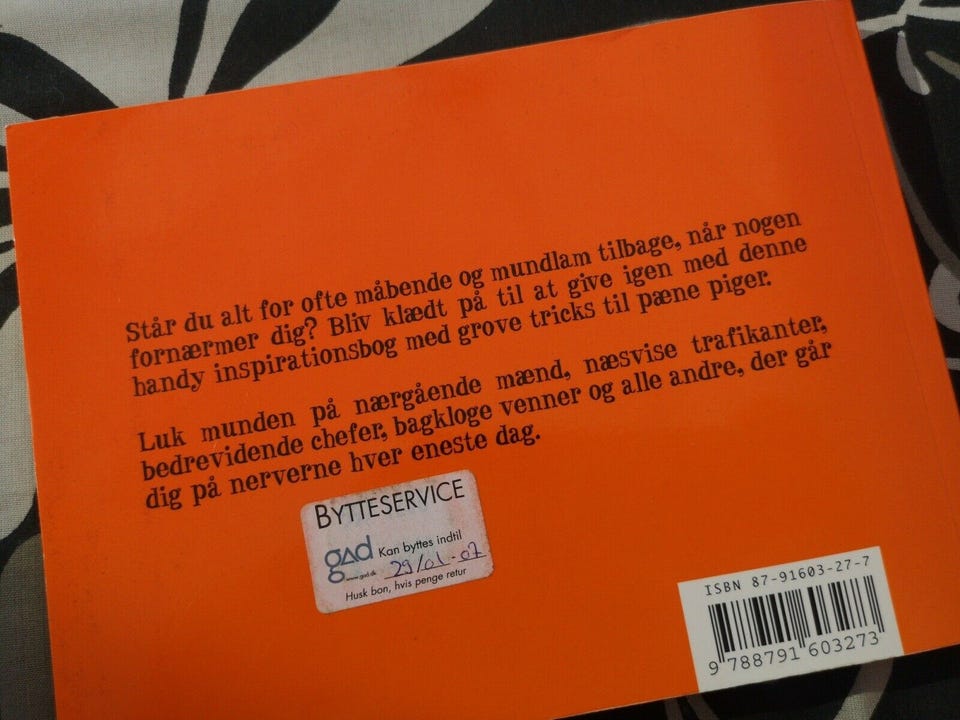 Står du alt for ofte måbende og mundlam tilbage, når nogen
fornærmer dig? Bliv klædt på til at give igen med denne
handy inspirationsbog med grove tricks til pæne piger.
Luk munden på nærgående mænd, næsvise trafikanter,
bedrevidende chefer, bagkloge venner og alle andre, der går
dig på nerverne hver eneste dag.
BYTTESERVICE
gad Kan byttes indtil
www.gad.dk 29/01-07
Husk bon, hvis penge retur
ISBN 87-91603-27-7
9 788791 603273